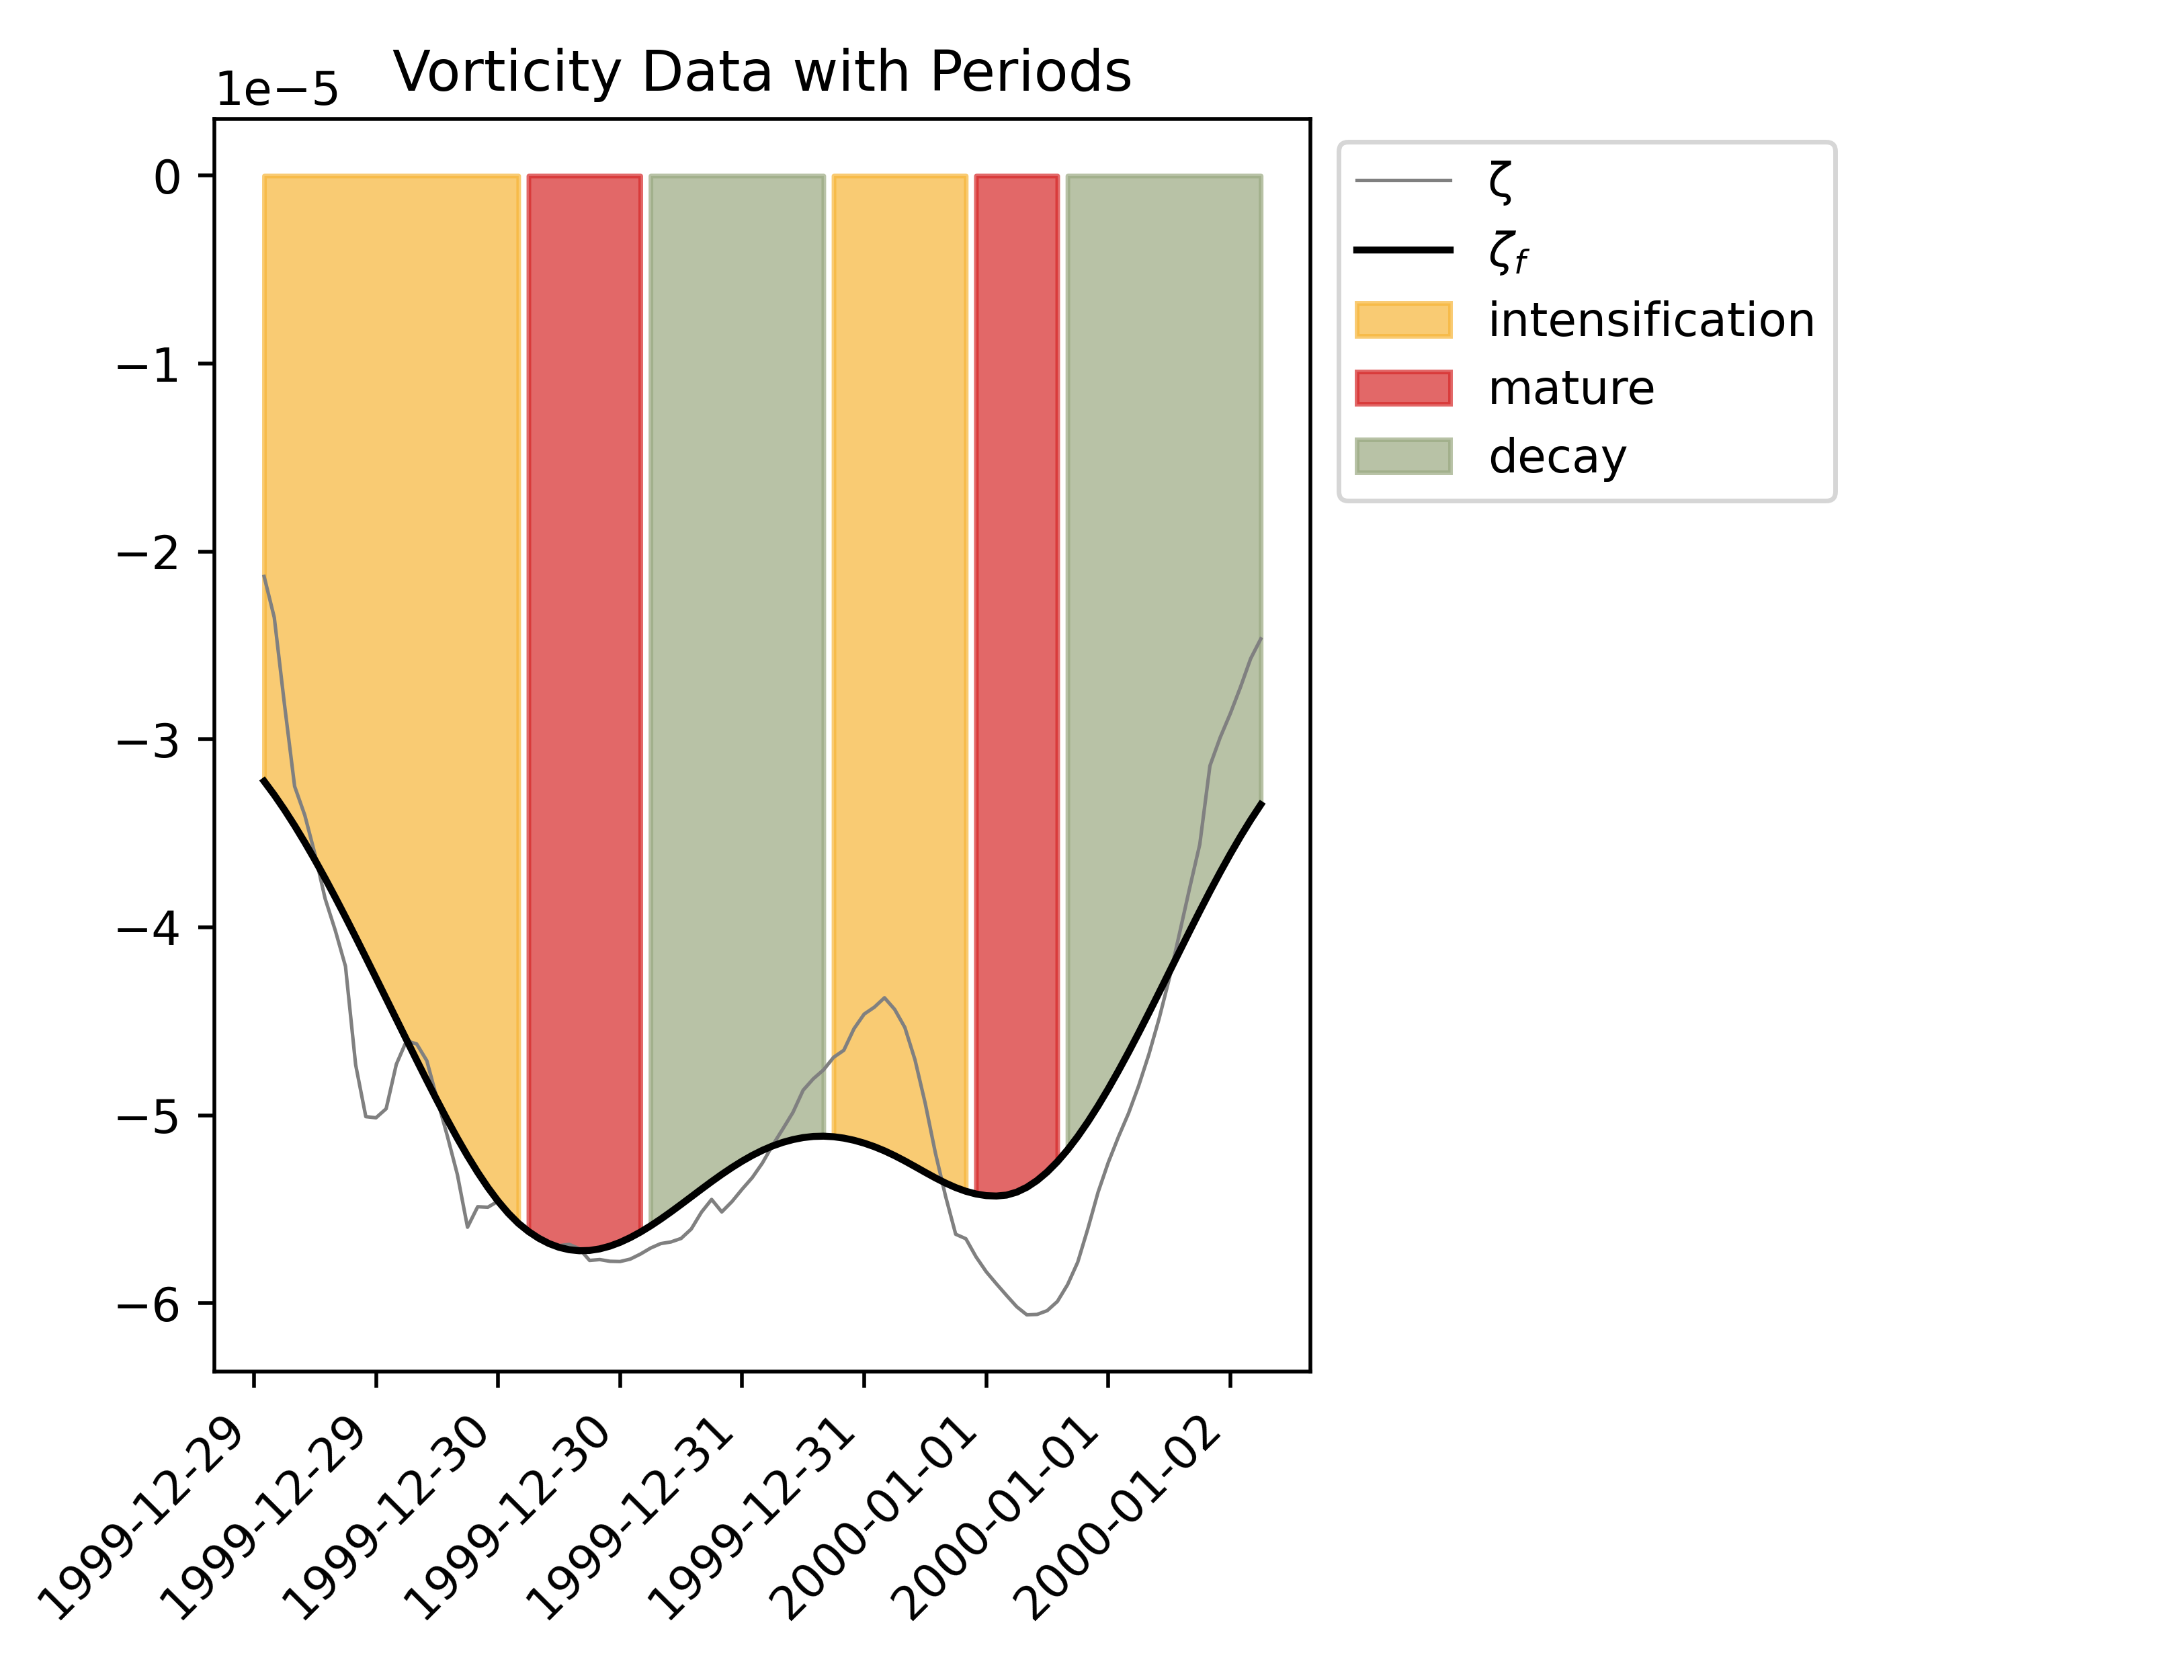 Vorticity Data with Periods
1e−5
0
−1
−2
−3
−4
−5
−6
1999-12-29
1999-12-29
1999-12-30
1999-12-30
1999-12-31
1999-12-31
2000-01-01
2000-01-01
2000-01-02
ζ
ζf
intensification
mature
decay